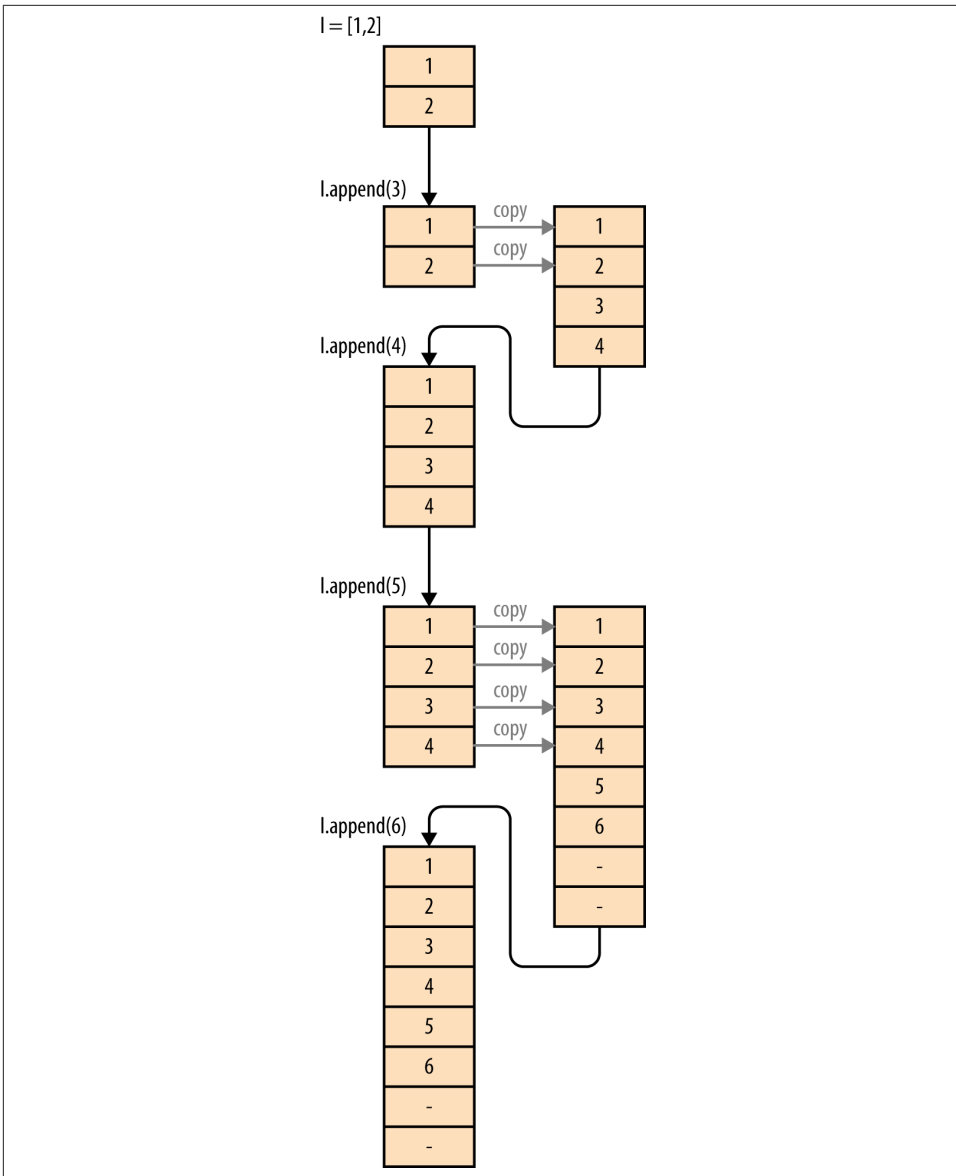 l = [1,2]
1
2
l.append(3)
1 copy 1
2 copy 2
3
l.append(4) 4
1
2
3
4
l.append(5)
1 copy 1
2 copy 2
3 copy 3
4 copy 4
5
l.append(6) 6
1 -
2 -
3
4
5
6
-
-